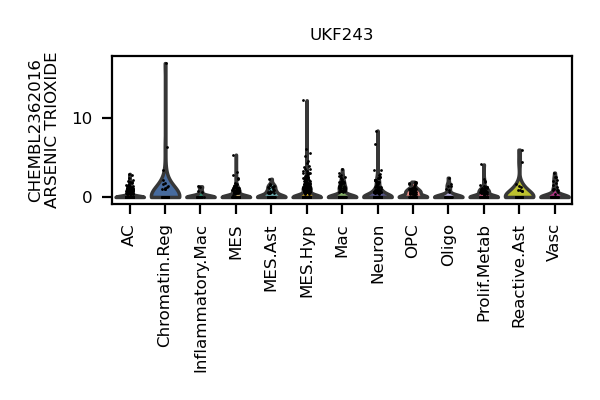 UKF243
CHEMBL2362016
ARSENIC TRIOXIDE
10
0
AC
Chromatin.Reg
Inflammatory.Mac
MES
MES.Ast
MES.Hyp
Mac
Neuron
OPC
Oligo
Prolif.Metab
Reactive.Ast
Vasc